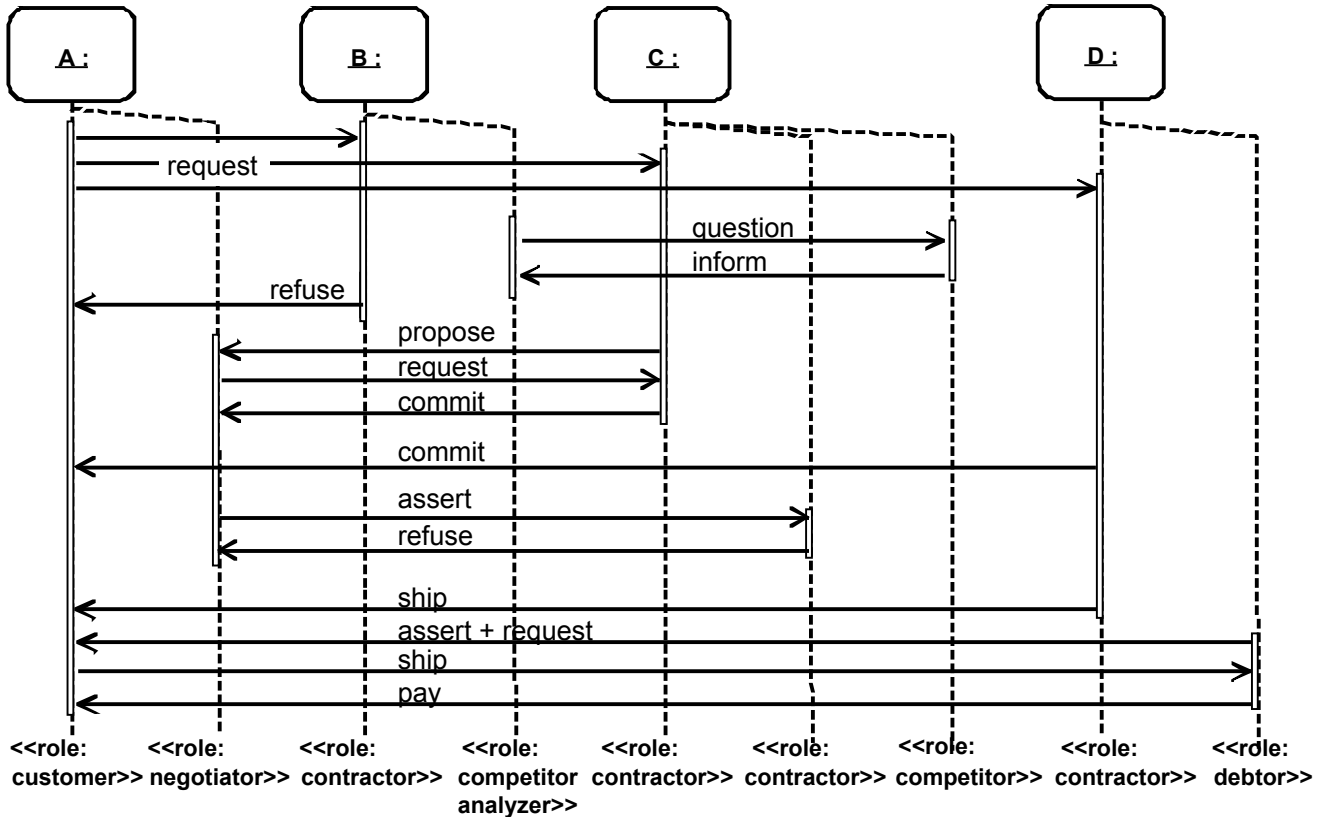 A :
B :
C :
D :
request
question
inform
refuse
propose
request
commit
commit
assert
refuse
ship
assert + request
ship
pay
<<role: <<role: <<role: <<role: <<role: <<role: <<role: <<role: <<role:
customer>> negotiator>> contractor>> competitor contractor>> contractor>> competitor>> contractor>> debtor>>
analyzer>>